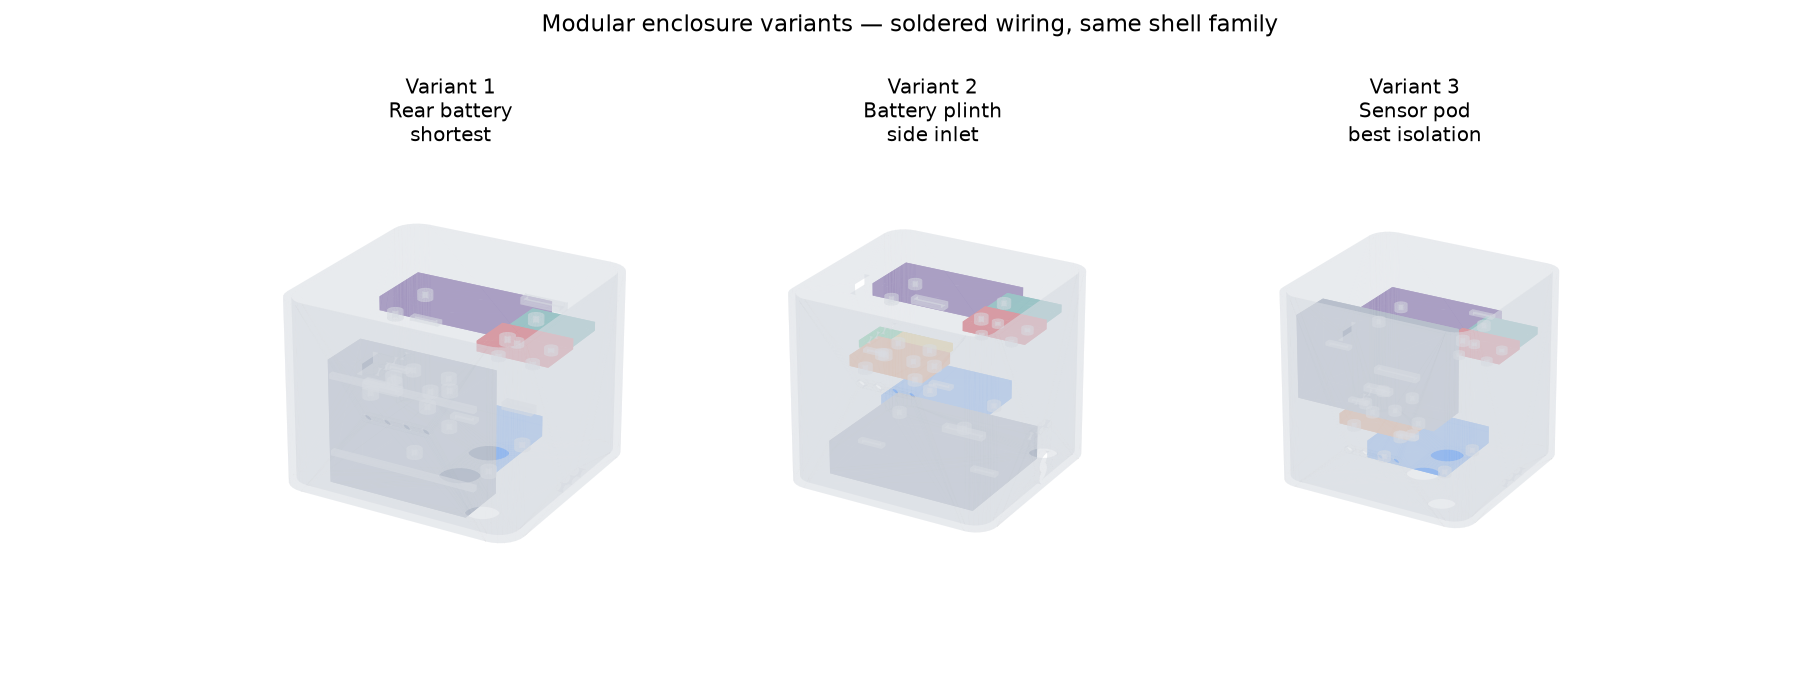 Modular enclosure variants — soldered wiring, same shell family
Variant 1
Rear battery
shortest
Variant 2
Battery plinth
side inlet
Variant 3
Sensor pod
best isolation